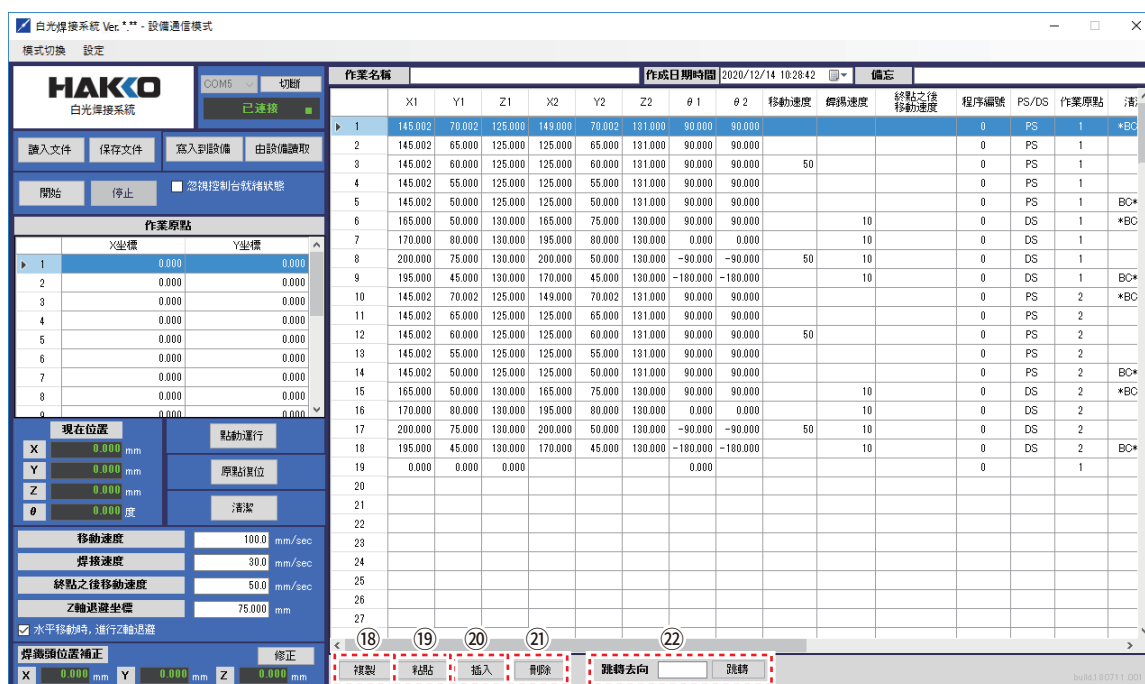 白光焊接系統 Ver. *.** - 設備通信模式
模式切換 設定
HAKKO
白光焊接系統
COM5 切斷
已連接
讀入文件 保存文件 寫入到設備 由設備讀取
開始 停止 忽視控制台就緒狀態
作業原點
X坐標 Y坐標
1 0.000 0.000
2 0.000 0.000
3 0.000 0.000
4 0.000 0.000
5 0.000 0.000
6 0.000 0.000
7 0.000 0.000
8 0.000 0.000
9 0.000 0.000
現在位置
X 0.000 mm
Y 0.000 mm
Z 0.000 mm
θ 0.000 度
點動運行
原點復位
清潔
移動速度 100.0 mm/sec
焊接速度 30.0 mm/sec
終點之後移動速度 50.0 mm/sec
Z軸退避坐標 75.000 mm
水平移動時, 進行Z軸退避
焊鐵頭位置補正 修正
X 0.000 mm Y 0.000 mm Z 0.000 mm
作業名稱 作成日期時間 2020/12/14 10:28:42 備忘
X1 Y1 Z1 X2 Y2 Z2 θ1 θ2 移動速度 銲錫速度 終點之後移動速度 程序編號 PS/DS 作業原點
1 145.002 70.002 125.000 149.000 70.002 131.000 90.000 90.000 0 PS 1 *BC
2 145.002 65.000 125.000 125.000 65.000 131.000 90.000 90.000 0 PS 1
3 145.002 60.000 125.000 125.000 60.000 131.000 90.000 90.000 50 0 PS 1
4 145.002 55.000 125.000 125.000 55.000 131.000 90.000 90.000 0 PS 1
5 145.002 50.000 125.000 125.000 50.000 131.000 90.000 90.000 0 PS 1 BC*
6 165.000 50.000 130.000 165.000 75.000 130.000 90.000 90.000 10 0 DS 1 *BC
7 170.000 80.000 130.000 195.000 80.000 130.000 0.000 0.000 10 0 DS 1
8 200.000 75.000 130.000 200.000 50.000 130.000 -90.000 -90.000 50 10 0 DS 1
9 195.000 45.000 130.000 170.000 45.000 130.000 -180.000 -180.000 10 0 DS 1 BC*
10 145.002 70.002 125.000 149.000 70.002 131.000 90.000 90.000 0 PS 2 *BC
11 145.002 65.000 125.000 125.000 65.000 131.000 90.000 90.000 0 PS 2
12 145.002 60.000 125.000 125.000 60.000 131.000 90.000 90.000 50 0 PS 2
13 145.002 55.000 125.000 125.000 55.000 131.000 90.000 90.000 0 PS 2
14 145.002 50.000 125.000 125.000 50.000 131.000 90.000 90.000 0 PS 2 BC*
15 165.000 50.000 130.000 165.000 75.000 130.000 90.000 90.000 10 0 DS 2 *BC
16 170.000 80.000 130.000 195.000 80.000 130.000 0.000 0.000 10 0 DS 2
17 200.000 75.000 130.000 200.000 50.000 130.000 -90.000 -90.000 50 10 0 DS 2
18 195.000 45.000 130.000 170.000 45.000 130.000 -180.000 -180.000 10 0 DS 2 BC*
19 0.000 0.000 0.000 0.000 0 1
20
21
22
23
24
25
26
27
⑱ ⑲ ⑳ ㉑ ㉒
複製 粘貼 插入 刪除 跳轉去向 跳轉
build.180711.001